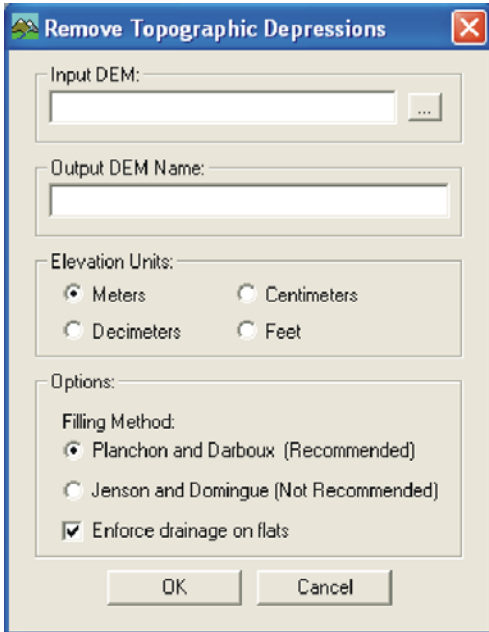 Remove Topographic Depressions
Input DEM:
...
Output DEM Name:
Elevation Units:
Meters Centimeters
Decimeters Feet
Options:
Filling Method:
Planchon and Darboux (Recommended)
Jenson and Domingue (Not Recommended)
Enforce drainage on flats
OK Cancel